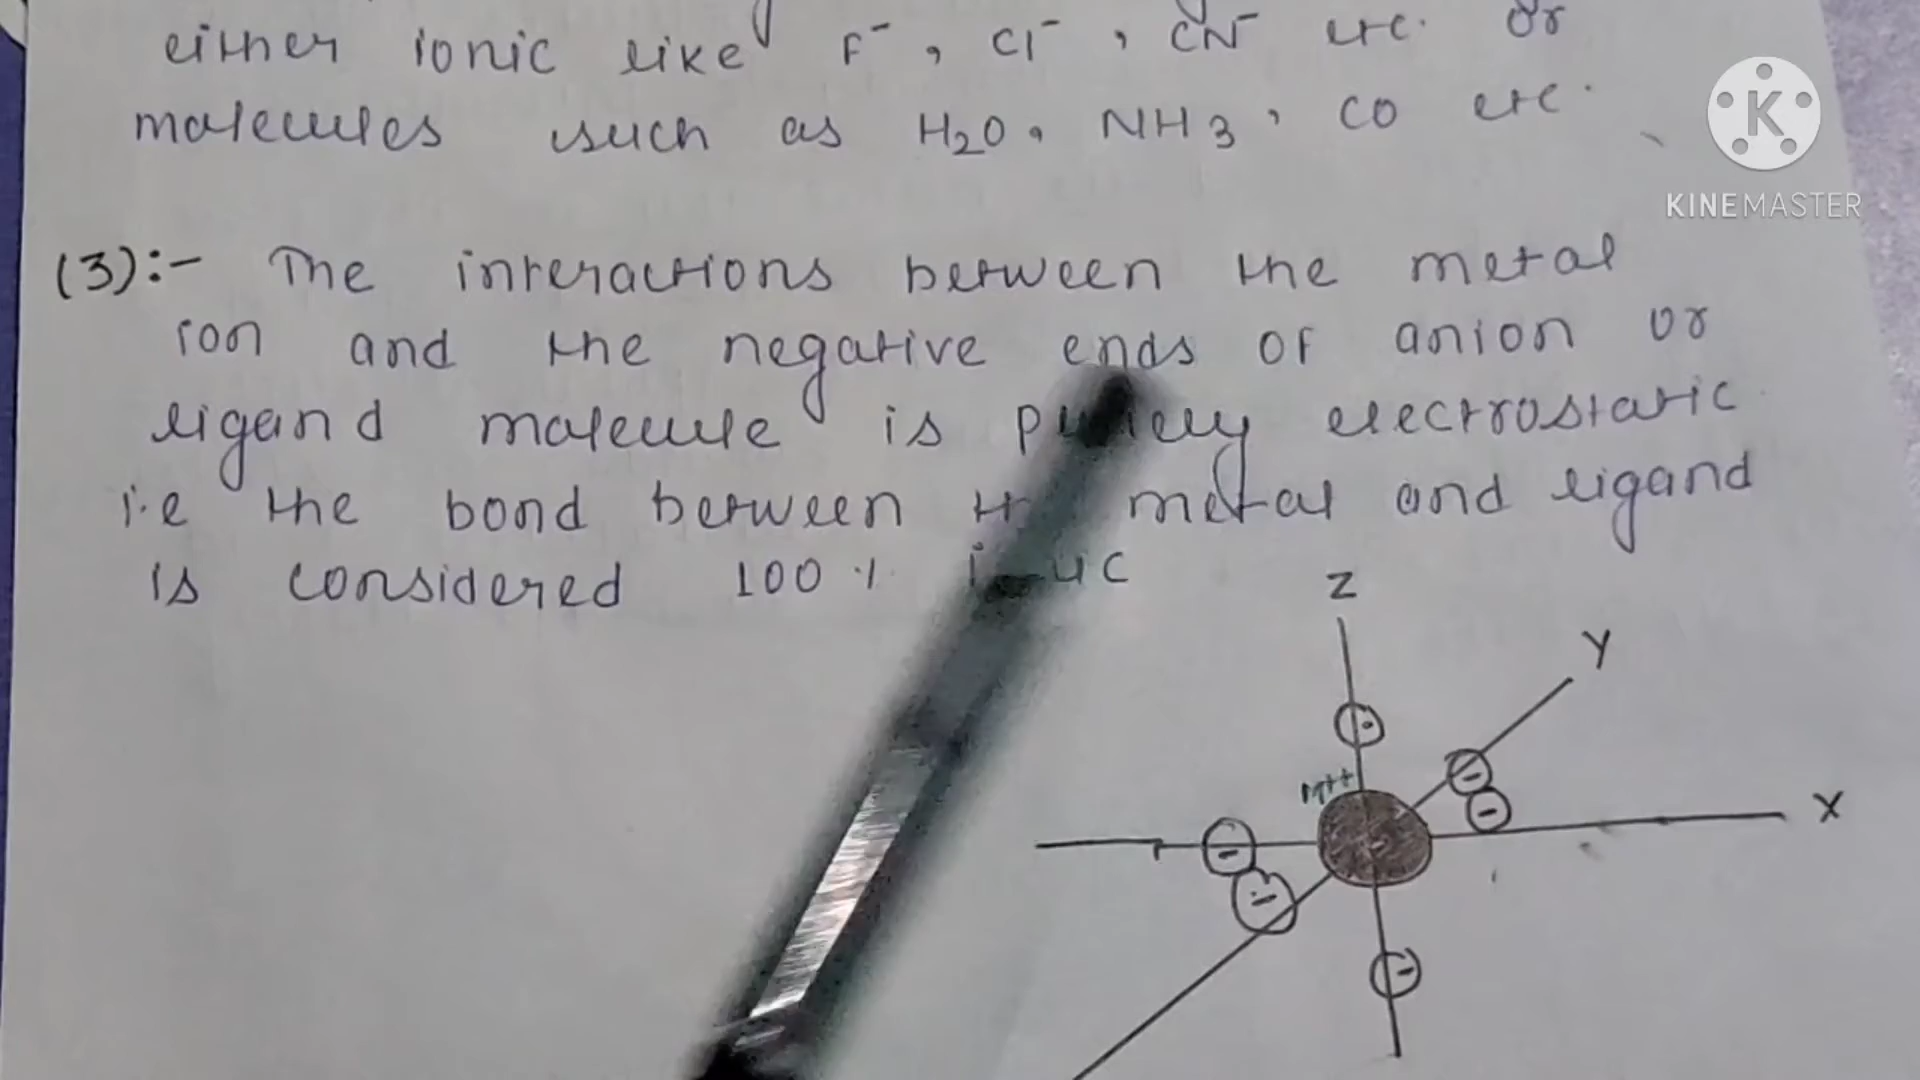 either ionic like F⁻, Cl⁻, CN⁻ etc. or
molecules such as H₂O, NH₃, CO etc.
KINEMASTER
(3):- The interactions between the metal
ion and the negative ends of anion or
ligand molecule is purely electrostatic
i.e the bond between the metal and ligand
is considered 100%
Z
Y
M++
X